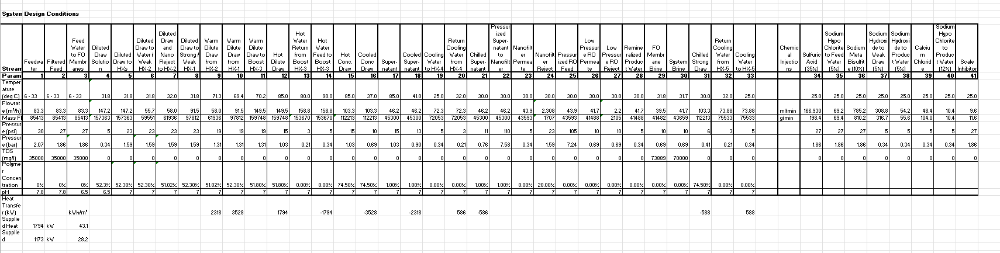 System Design Conditions
Stream Feedwater Filtered Feed Feed Water to FO Membranes Diluted Draw Solution Diluted Draw to HXs Diluted Draw to Water / Weak HX-2 Diluted Draw and Nano Reject to HX-2 Diluted Draw to Strong / Weak HX-1 Warm Dilute Draw from HX-2 Warm Dilute Draw from HX-1 Warm Dilute Draw to Boost HX-3 Hot Dilute Draw Hot Water Return from Boost HX-3 Hot Water Feed to Boost HX-3 Hot Conc. Draw Cooled Conc Draw Super-natant Cooled Super-natant Cooling Water to HX-4 Return Cooling Water from HX-4 Chilled Super-natant Pressurized Super-natant to Nanofilt Nanofilter Permeate Nanofilter Reject Pressurized RO Feed Low Pressure RO Permeate Low Pressure RO Reject Remineralized Product Water FO Membrane Brine System Brine Chilled Strong Draw Return Cooling Water from HX-5 Cooling Water to HX-5 Chemical Injections Sulfuric Acid (35%) Sodium Hypo Chlorite to Feed Water (5%) Sodium Meta Bisulfite (10%) Sodium Hydroxide to Weak Draw (5%) Sodium Hydroxide to Product Water (5%) Calcium Chloride Sodium Hypo Chlorite to Product Water (12%) Scale Inhibitor
Param 1 2 3 4 5 6 7 8 9 10 11 12 13 14 15 16 17 18 19 20 21 22 23 24 25 26 27 28 29 30 31 32 33 34 35 36 37 38 39 40 41
Temperature (deg C) 6 - 33 6 - 33 6 - 33 31.8 31.8 31.8 32.0 31.8 71.3 69.4 70.2 85.0 80.0 90.0 85.0 37.0 85.0 41.0 25.0 32.0 30.0 30.0 30.0 30.0 30.0 30.0 30.0 30.0 31.8 31.7 30.0 32.0 25.0 25.0 25.0 25.0 25.0 25.0 25.0 25.0 25.0
Flowrate (m³/h) 83.3 83.3 83.3 147.2 147.2 55.7 58.0 91.5 58.0 91.5 149.5 149.5 158.8 158.8 103.3 103.3 46.2 46.2 72.3 72.3 46.2 46.2 43.9 2.308 43.9 41.7 2.2 41.7 39.5 41.7 103.3 73.88 73.88 ml/min 166.930 69.2 785.2 308.8 54.2 48.4 10.4 9.6
Mass Fl 85413 85413 85413 157363 157363 59551 61936 97812 61936 97812 159748 159748 153670 153670 112213 112213 45300 45300 72053 72053 45300 45300 43593 1707 43593 41488 2105 41488 41482 43659 112213 75533 75533 g/min 198.4 69.4 810.2 316.7 55.6 104.0 10.4 11.6
Pressure (psi) 30 27 27 5 23 23 23 23 19 19 19 15 3 5 15 10 15 13 5 3 11 110 5 23 105 10 10 5 10 10 6 3 5 27 27 27 5 5 5 5 27
Pressure (bar) 2.07 1.86 1.86 0.34 1.59 1.59 1.59 1.59 1.31 1.31 1.31 1.03 0.21 0.34 1.03 0.69 1.03 0.90 0.34 0.21 0.76 7.58 0.34 1.59 7.24 0.69 0.69 0.34 0.69 0.69 0.41 0.21 0.34 1.86 1.86 1.86 0.34 0.34 0.34 0.34 1.86
TDS (mg/l) 35000 35000 35000 0 0 0 0 0 0 0 0 0 0 0 0 0 0 0 0 0 0 0 0 0 0 0 0 0 73889 70000 0 0 0 0 0 0 0 0 0 0 0
Polymer Concentration 0% 0% 0% 52.3% 52.30% 52.30% 51.02% 52.30% 51.02% 52.30% 51.80% 51.80% 0.00% 0.00% 74.50% 74.50% 1.00% 1.00% 0.00% 0.00% 1.00% 1.00% 0.00% 20.00% 0.00% 0.00% 0.00% 0.00% 0.00% 0.00% 74.50% 0.00% 0.00%
pH 7.8 7.8 6.5 6.5 7 7 7 7 7 7 7 7 7 7 7 7 7 7 7 7 7 7 7 7 7 7 7 7 7 7 7 7 7
Heat Transfer (kW) kWh/m³ 2318 3528 1794 -1794 -3528 -2318 586 -586 -588 588
Supplied Heat 1794 kW 43.1
Supplied 1173 kW 28.2